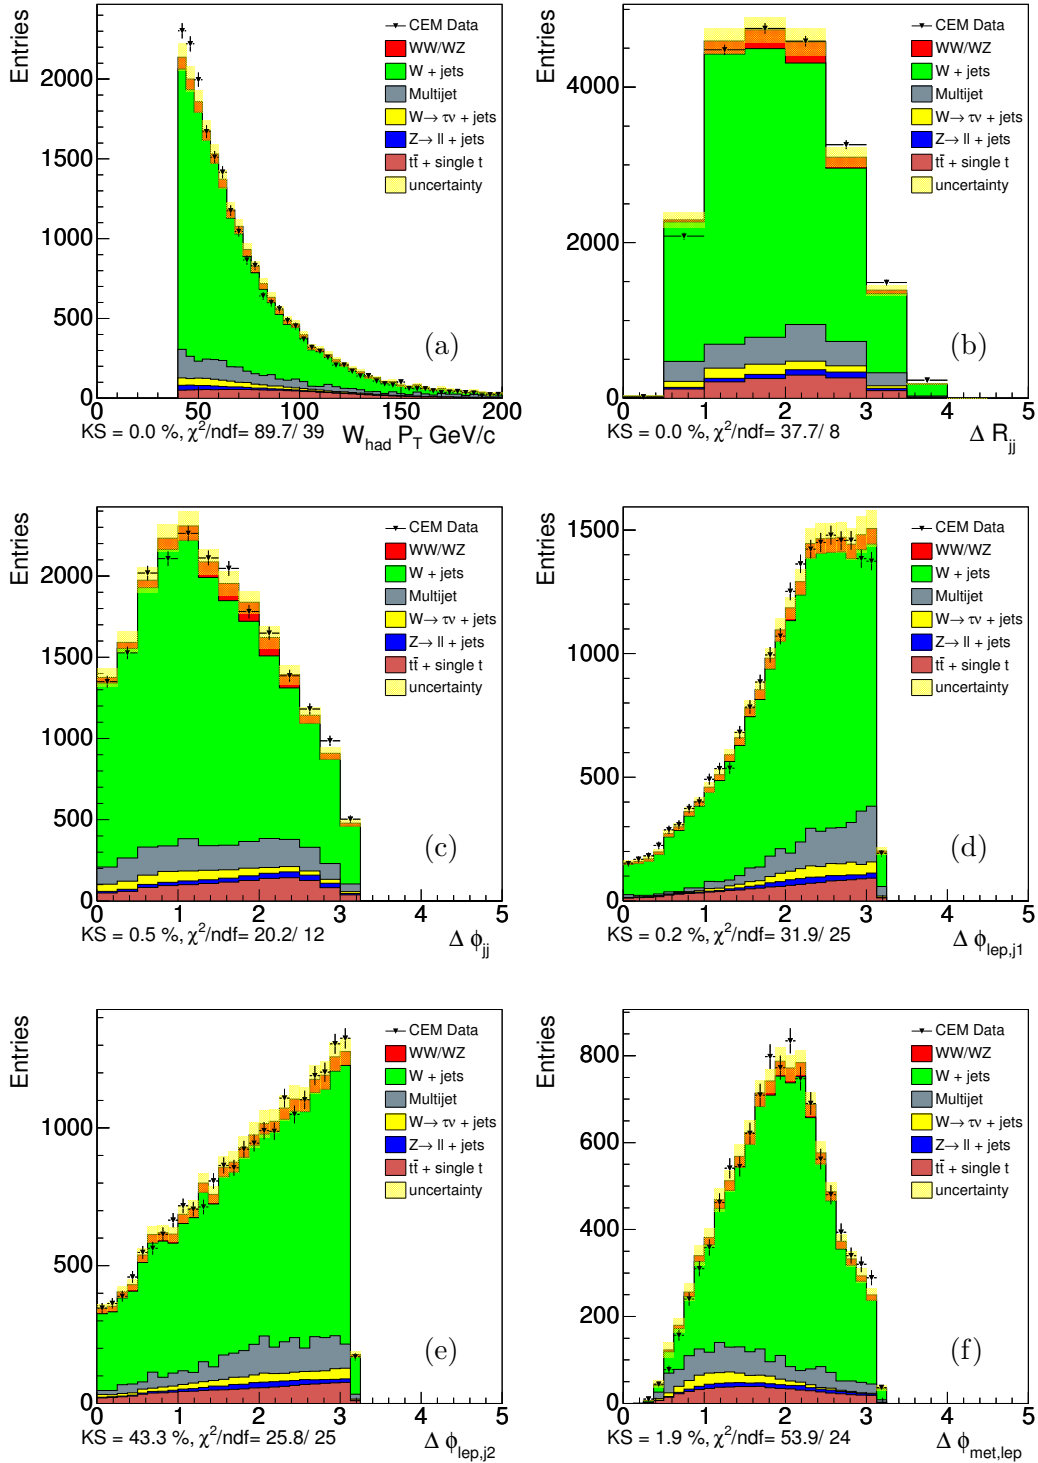 Entries
2000
1500
1000
500
0
0 50 100 150 200
CEM Data
WW/WZ
W + jets
Multijet
W→ τν + jets
Z→ ll + jets
tt̄ + single t
uncertainty
(a)
KS = 0.0 %, χ²/ndf= 89.7/ 39
W_had P_T GeV/c
Entries
4000
2000
0
0 1 2 3 4 5
CEM Data
WW/WZ
W + jets
Multijet
W→ τν + jets
Z→ ll + jets
tt̄ + single t
uncertainty
(b)
KS = 0.0 %, χ²/ndf= 37.7/ 8
Δ R_jj
Entries
2000
1500
1000
500
0
0 1 2 3 4 5
CEM Data
WW/WZ
W + jets
Multijet
W→ τν + jets
Z→ ll + jets
tt̄ + single t
uncertainty
(c)
KS = 0.5 %, χ²/ndf= 20.2/ 12
Δ ϕ_jj
Entries
1500
1000
500
0
0 1 2 3 4 5
CEM Data
WW/WZ
W + jets
Multijet
W→ τν + jets
Z→ ll + jets
tt̄ + single t
uncertainty
(d)
KS = 0.2 %, χ²/ndf= 31.9/ 25
Δ ϕ_lep,j1
Entries
1000
500
0
0 1 2 3 4 5
CEM Data
WW/WZ
W + jets
Multijet
W→ τν + jets
Z→ ll + jets
tt̄ + single t
uncertainty
(e)
KS = 43.3 %, χ²/ndf= 25.8/ 25
Δ ϕ_lep,j2
Entries
800
600
400
200
0
0 1 2 3 4 5
CEM Data
WW/WZ
W + jets
Multijet
W→ τν + jets
Z→ ll + jets
tt̄ + single t
uncertainty
(f)
KS = 1.9 %, χ²/ndf= 53.9/ 24
Δ ϕ_met,lep